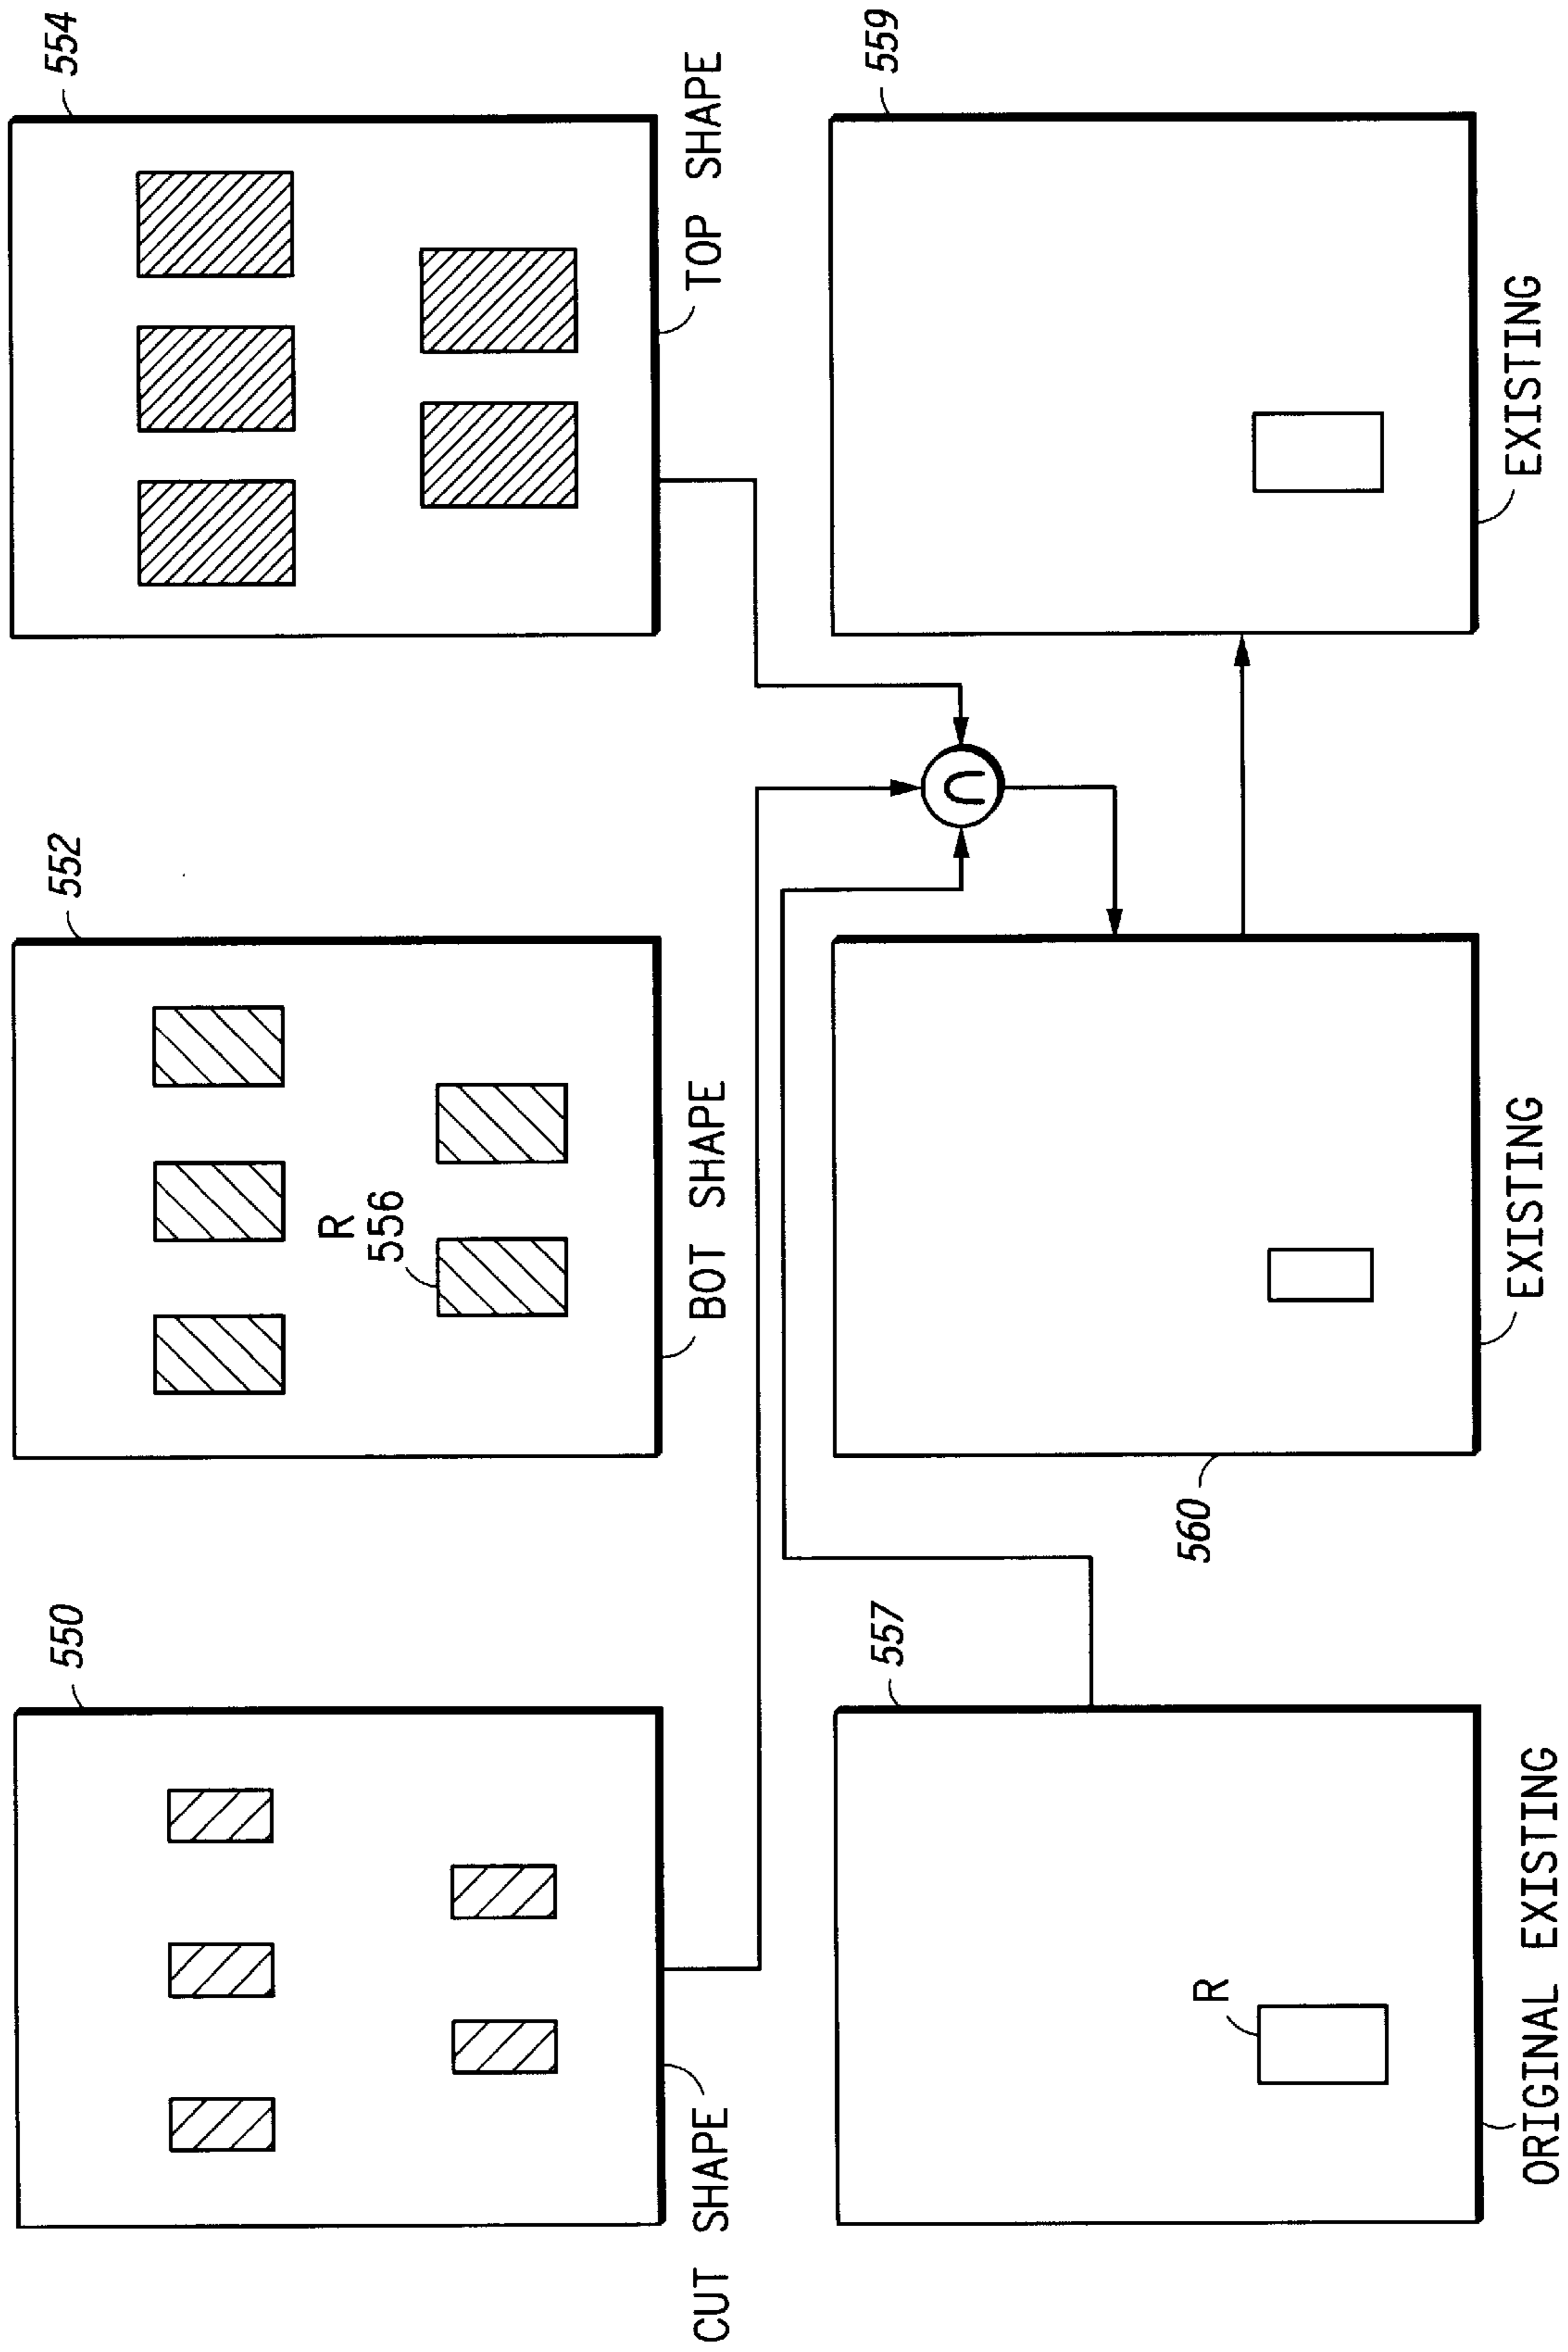 550
552
554
R
556
CUT SHAPE
BOT SHAPE
TOP SHAPE
557
∩
559
R
560
ORIGINAL EXISTING
EXISTING
EXISTING